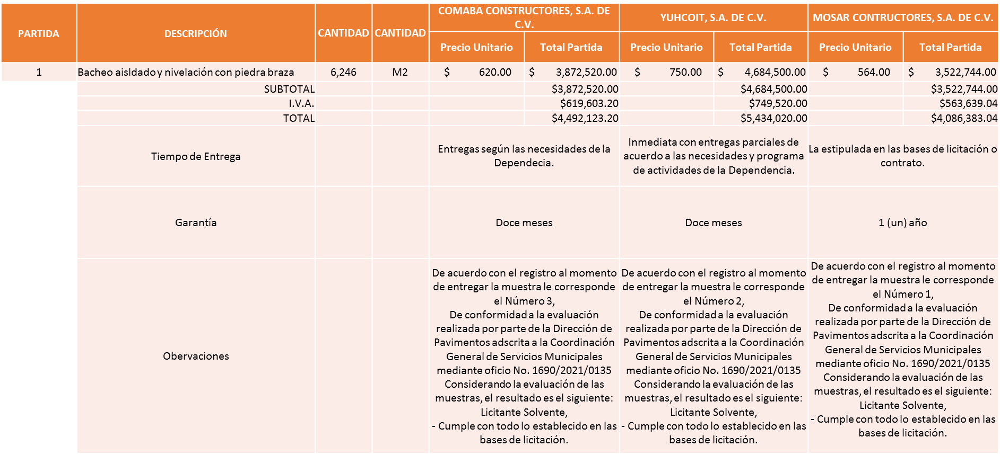 PARTIDA
DESCRIPCIÓN
CANTIDAD
CANTIDAD
COMABA CONSTRUCTORES, S.A. DE
C.V.
YUHCOIT, S.A. DE C.V.
MOSAR CONTRUCTORES, S.A. DE C.V.
Precio Unitario
Total Partida
Precio Unitario
Total Partida
Precio Unitario
Total Partida
1 Bacheo aisldado y nivelación con piedra braza 6,246 M2 $ 620.00 $ 3,872,520.00 $ 750.00 $ 4,684,500.00 $ 564.00 $ 3,522,744.00
SUBTOTAL $3,872,520.00 $4,684,500.00 $3,522,744.00
I.V.A. $619,603.20 $749,520.00 $563,639.04
TOTAL $4,492,123.20 $5,434,020.00 $4,086,383.04
Tiempo de Entrega
Entregas según las necesidades de la
Dependecia.
Inmediata con entregas parciales de
acuerdo a las necesidades y programa
de actividades de la Dependencia.
La estipulada en las bases de licitación o
contrato.
Garantía
Doce meses
Doce meses
1 (un) año
Obervaciones
De acuerdo con el registro al momento
de entregar la muestra le corresponde
el Número 3,
De conformidad a la evaluación
realizada por parte de la Dirección de
Pavimentos adscrita a la Coordinación
General de Servicios Municipales
mediante oficio No. 1690/2021/0135
Considerando la evaluación de las
muestras, el resultado es el siguiente:
Licitante Solvente,
- Cumple con todo lo establecido en las
bases de licitación.
De acuerdo con el registro al momento
de entregar la muestra le corresponde
el Número 2,
De conformidad a la evaluación
realizada por parte de la Dirección de
Pavimentos adscrita a la Coordinación
General de Servicios Municipales
mediante oficio No. 1690/2021/0135
Considerando la evaluación de las
muestras, el resultado es el siguiente:
Licitante Solvente,
- Cumple con todo lo establecido en las
bases de licitación.
De acuerdo con el registro al momento
de entregar la muestra le corresponde
el Número 1,
De conformidad a la evaluación
realizada por parte de la Dirección de
Pavimentos adscrita a la Coordinación
General de Servicios Municipales
mediante oficio No. 1690/2021/0135
Considerando la evaluación de las
muestras, el resultado es el siguiente:
Licitante Solvente,
- Cumple con todo lo establecido en las
bases de licitación.